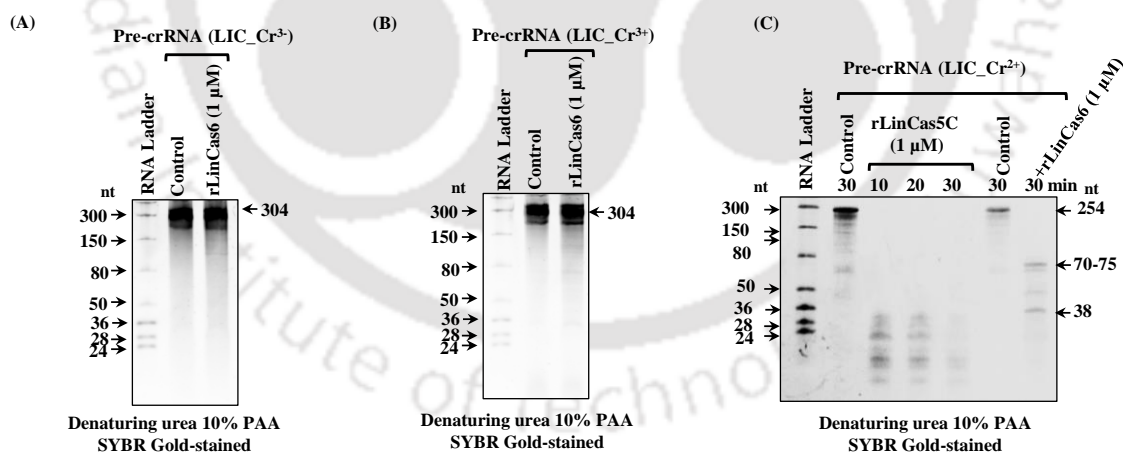 (A)
Pre-crRNA (LIC_Cr³⁻)
RNA Ladder
Control
rLinCas6 (1 µM)
nt
300
150
80
50
36
28
24
304
Denaturing urea 10% PAA
SYBR Gold-stained
(B)
Pre-crRNA (LIC_Cr³⁺)
RNA Ladder
Control
rLinCas6 (1 µM)
nt
300
150
80
50
36
28
24
304
Denaturing urea 10% PAA
SYBR Gold-stained
(C)
Pre-crRNA (LIC_Cr²⁺)
RNA Ladder
Control
rLinCas5C
(1 µM)
Control
+rLinCas6 (1 µM)
nt 30 10 20 30 30 30 min nt
300
150
80
50
36
28
24
254
70-75
38
Denaturing urea 10% PAA
SYBR Gold-stained
dian
stitute of Technolo